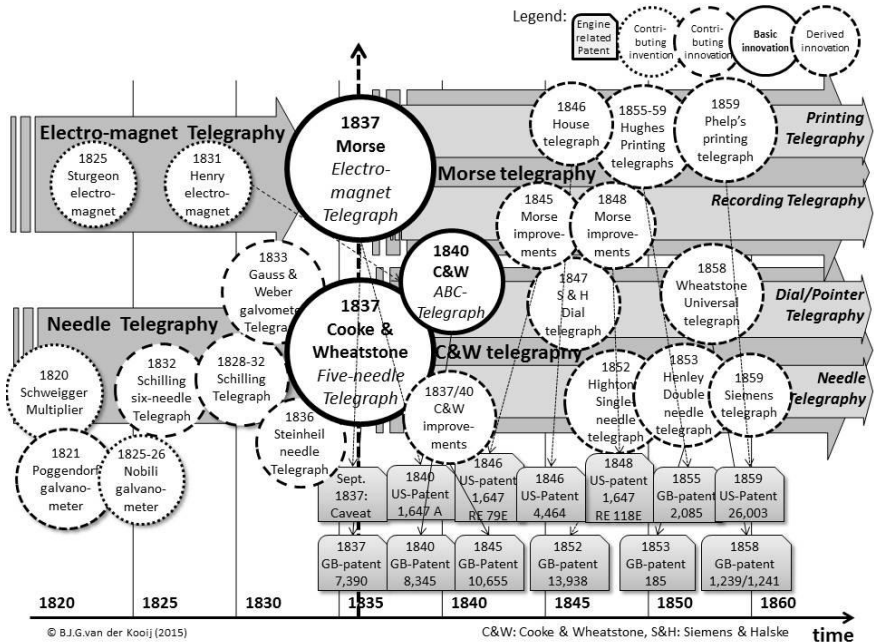 Legend:
Engine
related
Patent
Contri-
buting
invention
Contri-
buting
innovation
Basic
innovation
Derived
innovation
Electro-magnet Telegraphy
1825
Sturgeon
electro-
magnet
1831
Henry
electro-
magnet
1837
Morse
Electro-
magnet
Telegraph
1846
House
telegraph
1855-59
Hughes
Printing
telegraphs
1859
Phelp's
printing
telegraph
Printing
Telegraphy
Morse telegraphy
Recording Telegraphy
1845
Morse
improve-
ments
1848
Morse
improve-
ments
1833
Gauss &
Weber
galvomete
Telegra
1840
C&W
ABC-
Telegraph
1847
S & H
Dial
telegraph
1858
Wheatstone
Universal
telegraph
Dial/Pointer
Telegraphy
Needle Telegraphy
1837
Cooke &
Wheatstone
Five-needle
Telegraph
C&W telegraphy
Needle
Telegraphy
1820
Schweigger
Multiplier
1832
Schilling
six-needle
Telegraph
1828-32
Schilling
Telegraph
1836
Steinheil
needle
Telegraph
1837/40
C&W
improve-
ments
1852
Highton
Single
needle
telegraph
1853
Henley
Double
needle
telegraph
1859
Siemens
telegraph
1821
Poggendorf
galvano-
meter
1825-26
Nobili
galvano-
meter
Sept.
1837:
Caveat
1840
US-Patent
1,647 A
1846
US-Patent
1,647
RE 79E
1846
US-Patent
4,464
1848
US-Patent
1,647
RE 118E
1855
GB-patent
2,085
1859
US-Patent
26,003
1837
GB-patent
7,390
1840
GB-Patent
8,345
1845
GB-Patent
10,655
1852
GB-patent
13,938
1853
GB-patent
185
1858
GB-patent
1,239/1,241
1820
1825
1830
1835
1840
1845
1850
1860
time
© B.J.G.van der Kooij (2015)
C&W: Cooke & Wheatstone, S&H: Siemens & Halske